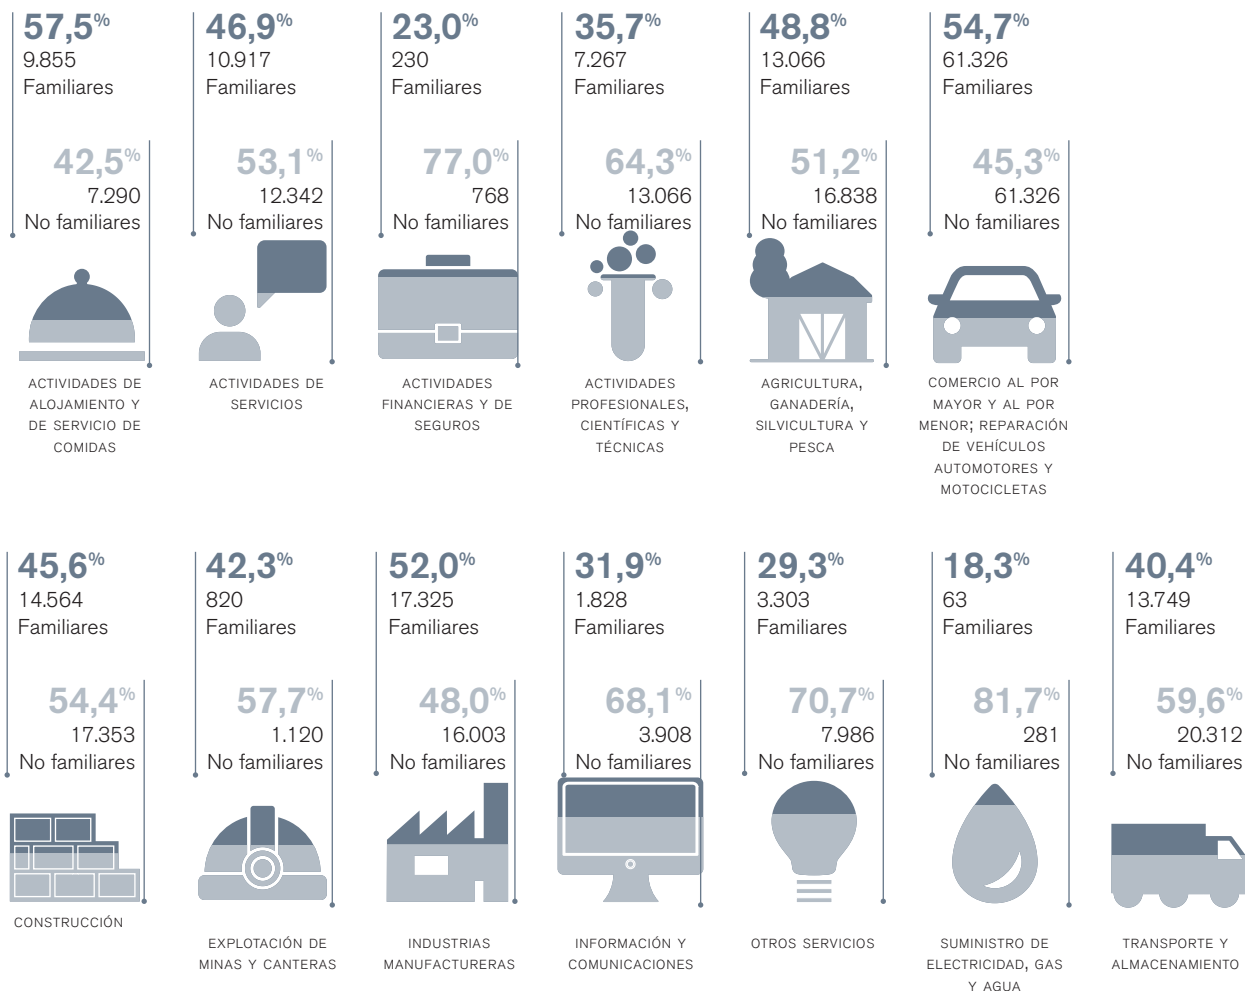 57,5%
9.855
Familiares
42,5%
7.290
No familiares
ACTIVIDADES DE
ALOJAMIENTO Y
DE SERVICIO DE
COMIDAS
46,9%
10.917
Familiares
53,1%
12.342
No familiares
ACTIVIDADES DE
SERVICIOS
23,0%
230
Familiares
77,0%
768
No familiares
ACTIVIDADES
FINANCIERAS Y DE
SEGUROS
35,7%
7.267
Familiares
64,3%
13.066
No familiares
ACTIVIDADES
PROFESIONALES,
CIENTÍFICAS Y
TÉCNICAS
48,8%
13.066
Familiares
51,2%
16.838
No familiares
AGRICULTURA,
GANADERÍA,
SILVICULTURA Y
PESCA
54,7%
61.326
Familiares
45,3%
61.326
No familiares
COMERCIO AL POR
MAYOR Y AL POR
MENOR; REPARACIÓN
DE VEHÍCULOS
AUTOMOTORES Y
MOTOCICLETAS
45,6%
14.564
Familiares
54,4%
17.353
No familiares
CONSTRUCCIÓN
42,3%
820
Familiares
57,7%
1.120
No familiares
EXPLOTACIÓN DE
MINAS Y CANTERAS
52,0%
17.325
Familiares
48,0%
16.003
No familiares
INDUSTRIAS
MANUFACTURERAS
31,9%
1.828
Familiares
68,1%
3.908
No familiares
INFORMACIÓN Y
COMUNICACIONES
29,3%
3.303
Familiares
70,7%
7.986
No familiares
OTROS SERVICIOS
18,3%
63
Familiares
81,7%
281
No familiares
SUMINISTRO DE
ELECTRICIDAD, GAS
Y AGUA
40,4%
13.749
Familiares
59,6%
20.312
No familiares
TRANSPORTE Y
ALMACENAMIENTO